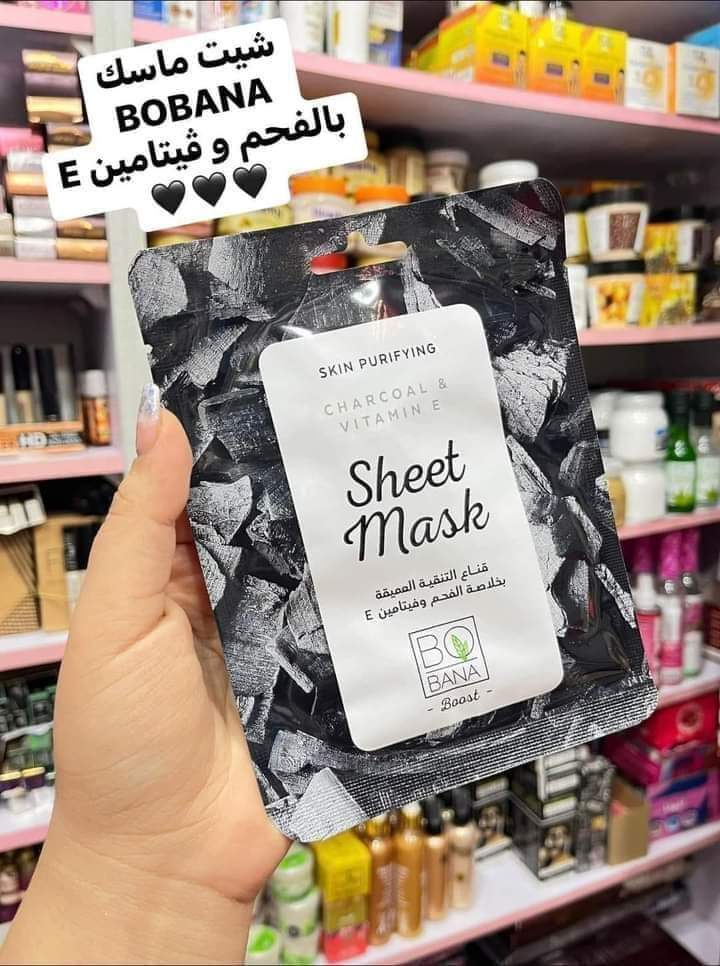 شيت ماسك
BOBANA
بالفحم و ڤيتامين E
🖤🖤🖤
SKIN PURIFYING
CHARCOAL &
VITAMIN E
Sheet
Mask
قناع التنقية العميقة
بخلاصة الفحم وفيتامين E
BO
BANA
- Boost -
HD